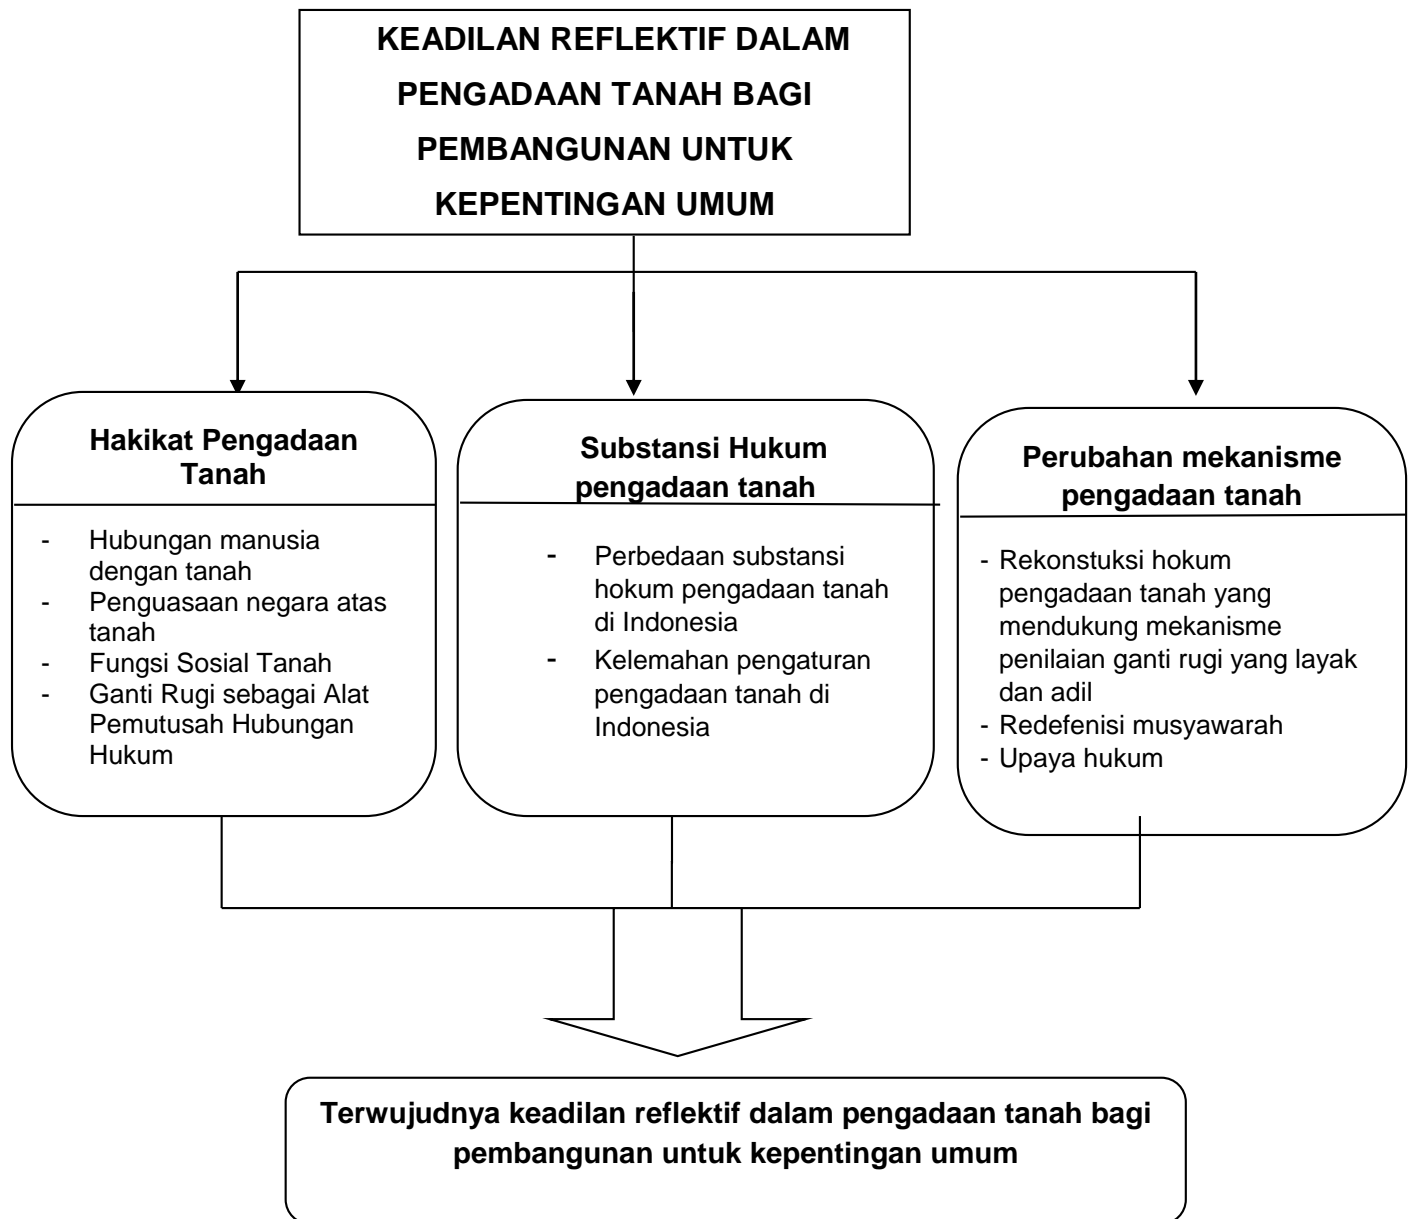 KEADILAN REFLEKTIF DALAM
PENGADAAN TANAH BAGI
PEMBANGUNAN UNTUK
KEPENTINGAN UMUM
Hakikat Pengadaan
Tanah
- Hubungan manusia
dengan tanah
- Penguasaan negara atas
tanah
- Fungsi Sosial Tanah
- Ganti Rugi sebagai Alat
Pemutusah Hubungan
Hukum
Substansi Hukum
pengadaan tanah
- Perbedaan substansi
hokum pengadaan tanah
di Indonesia
- Kelemahan pengaturan
pengadaan tanah di
Indonesia
Perubahan mekanisme
pengadaan tanah
- Rekonstuksi hokum
pengadaan tanah yang
mendukung mekanisme
penilaian ganti rugi yang layak
dan adil
- Redefenisi musyawarah
- Upaya hukum
Terwujudnya keadilan reflektif dalam pengadaan tanah bagi
pembangunan untuk kepentingan umum